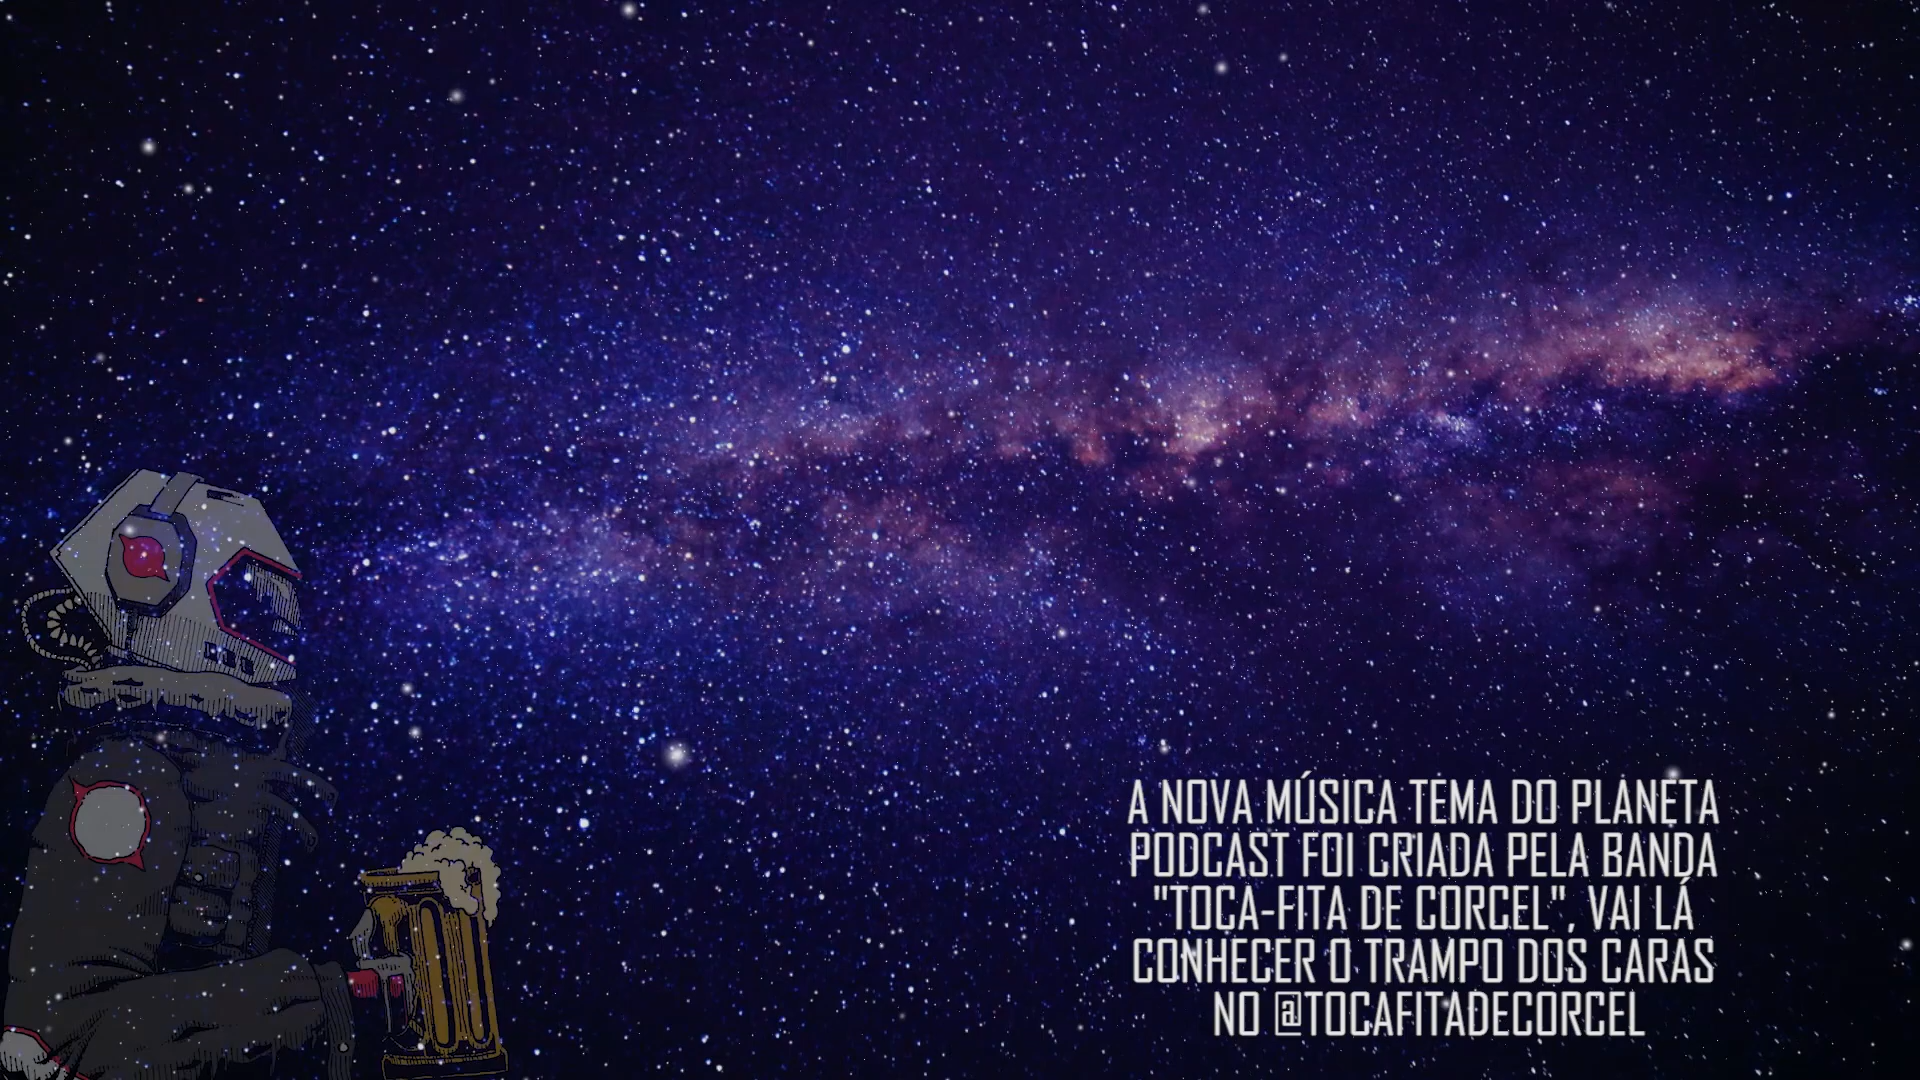 A NOVA MÚSICA TEMA DO PLANETA
PODCAST FOI CRIADA PELA BANDA
"TOCA-FITA DE CORCEL", VAI LÁ
CONHECER O TRAMPO DOS CARAS
NO @TOCAFITADECORCEL